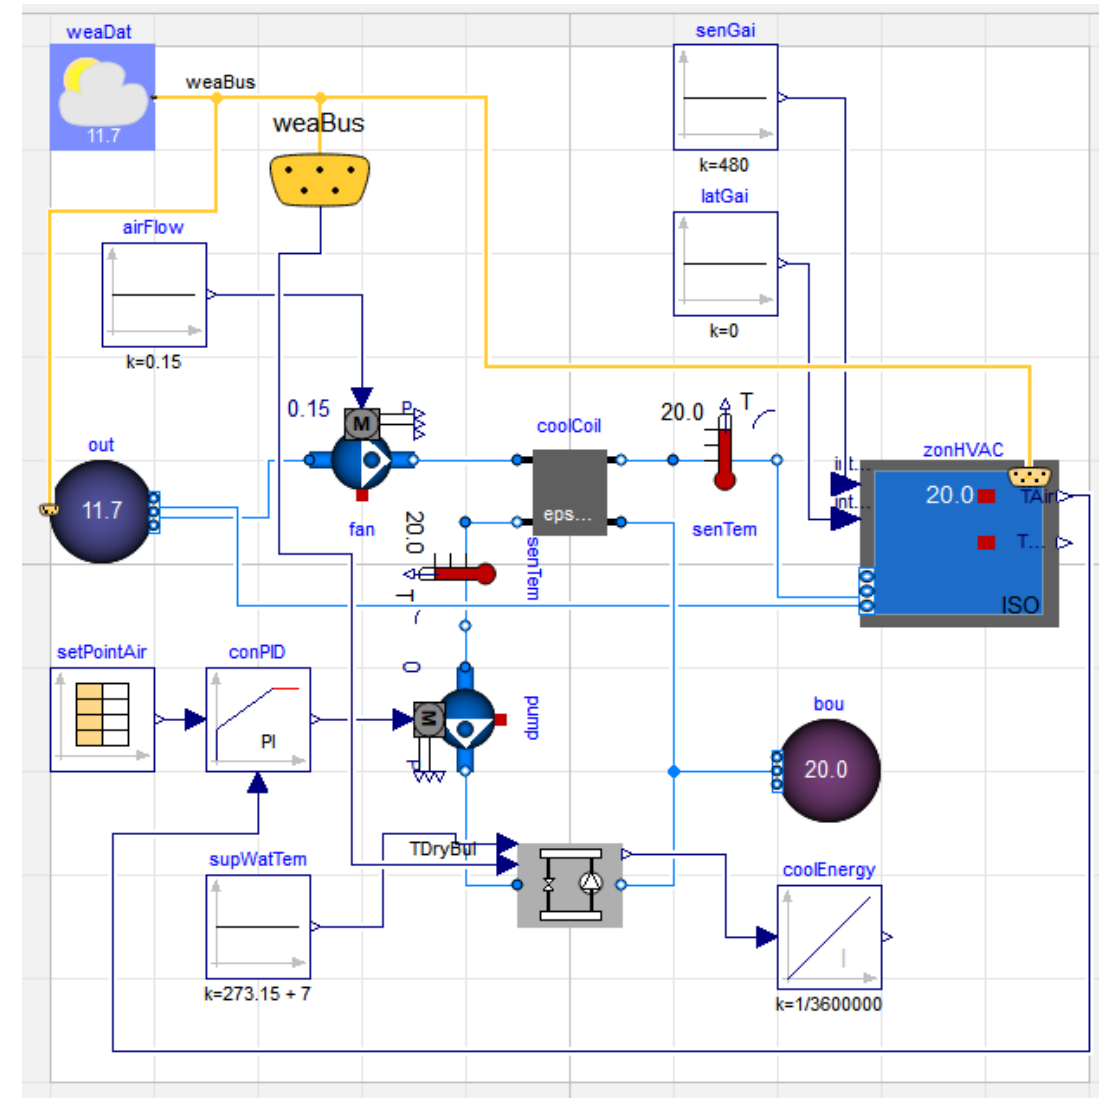 weaDat
senGai
weaBus
11.7
weaBus
k=480
latGai
airFlow
k=0.15
k=0
0.15
M
P
20.0
T
coolCoil
out
zonHVAC
int...
20.0
TAir
int...
11.7
eps...
fan
20.0
senTem
senTem
T...
T
ISO
setPointAir
conPID
0
PI
M
pump
bou
20.0
supWatTem
TDryBul
coolEnergy
I
k=273.15 + 7
k=1/3600000